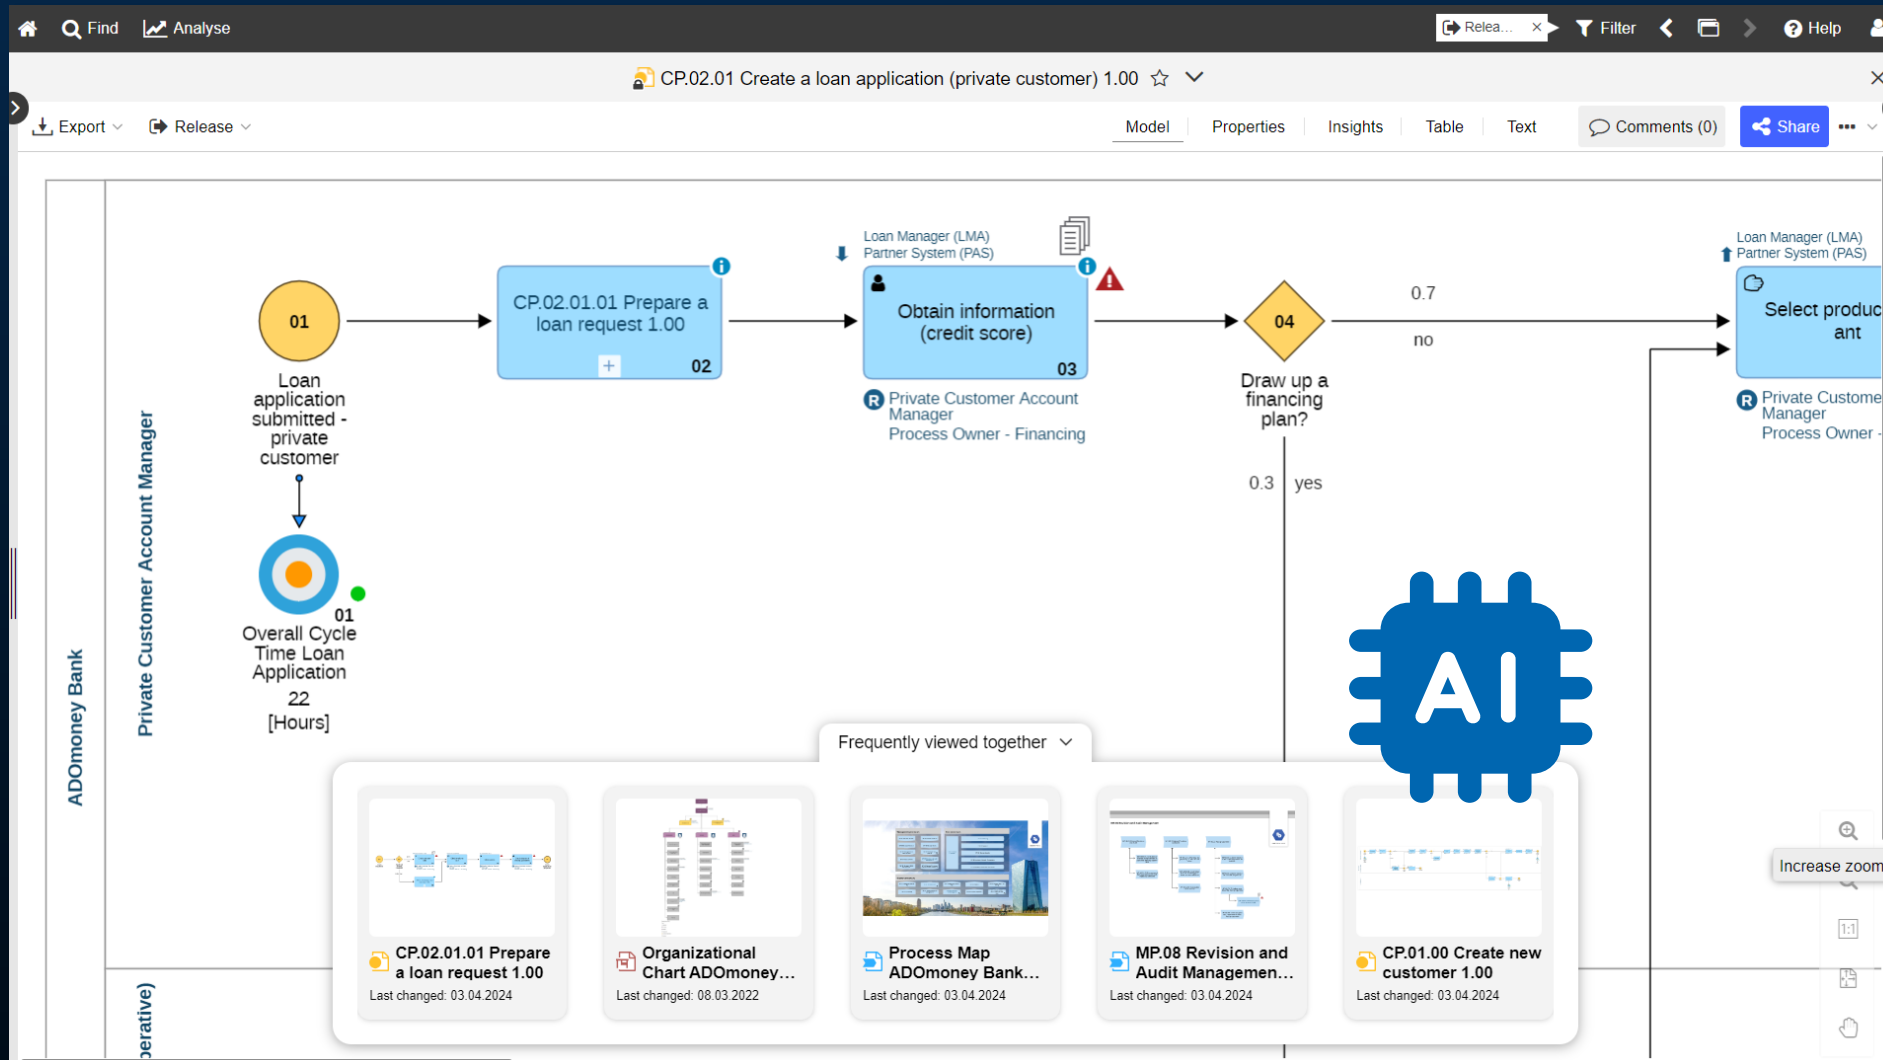 Find
Analyse
Relea...
Filter
Help
CP.02.01 Create a loan application (private customer) 1.00
Export
Release
Model
Properties
Insights
Table
Text
Comments (0)
Share
ADOmoney Bank
Private Customer Account Manager
perative)
01
Loan
application
submitted -
private
customer
01
Overall Cycle
Time Loan
Application
22
[Hours]
CP.02.01.01 Prepare a
loan request 1.00
02
Loan Manager (LMA)
Partner System (PAS)
Obtain information
(credit score)
03
R
Private Customer Account
Manager
Process Owner - Financing
04
Draw up a
financing
plan?
0.7
no
0.3
yes
Loan Manager (LMA)
Partner System (PAS)
Select produc
ant
R
Private Custome
Manager
Process Owner -
AI
Frequently viewed together
CP.02.01.01 Prepare
a loan request 1.00
Last changed: 03.04.2024
Organizational
Chart ADOmoney...
Last changed: 08.03.2022
Process Map
ADOmoney Bank...
Last changed: 03.04.2024
MP.08 Revision and
Audit Managemen...
Last changed: 03.04.2024
CP.01.00 Create new
customer 1.00
Last changed: 03.04.2024
Increase zoom
1:1